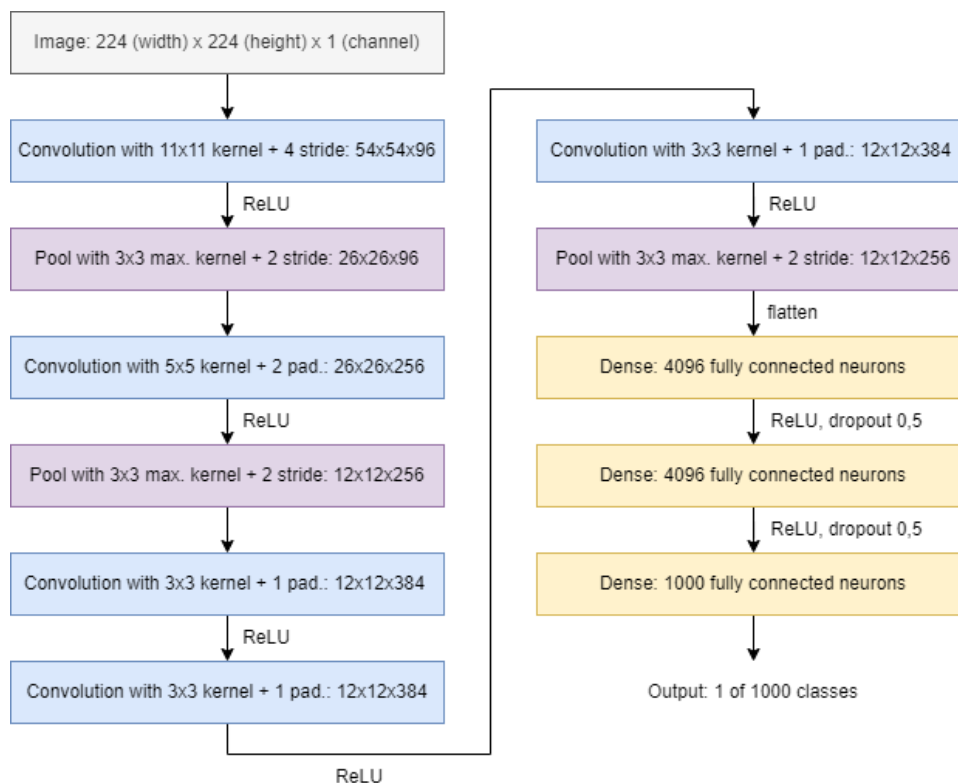 Image: 224 (width) x 224 (height) x 1 (channel)
Convolution with 11x11 kernel + 4 stride: 54x54x96
ReLU
Pool with 3x3 max. kernel + 2 stride: 26x26x96
Convolution with 5x5 kernel + 2 pad.: 26x26x256
ReLU
Pool with 3x3 max. kernel + 2 stride: 12x12x256
Convolution with 3x3 kernel + 1 pad.: 12x12x384
ReLU
Convolution with 3x3 kernel + 1 pad.: 12x12x384
ReLU
Convolution with 3x3 kernel + 1 pad.: 12x12x384
ReLU
Pool with 3x3 max. kernel + 2 stride: 12x12x256
flatten
Dense: 4096 fully connected neurons
ReLU, dropout 0,5
Dense: 4096 fully connected neurons
ReLU, dropout 0,5
Dense: 1000 fully connected neurons
Output: 1 of 1000 classes